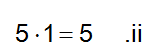 5 · 1 = 5 .ii